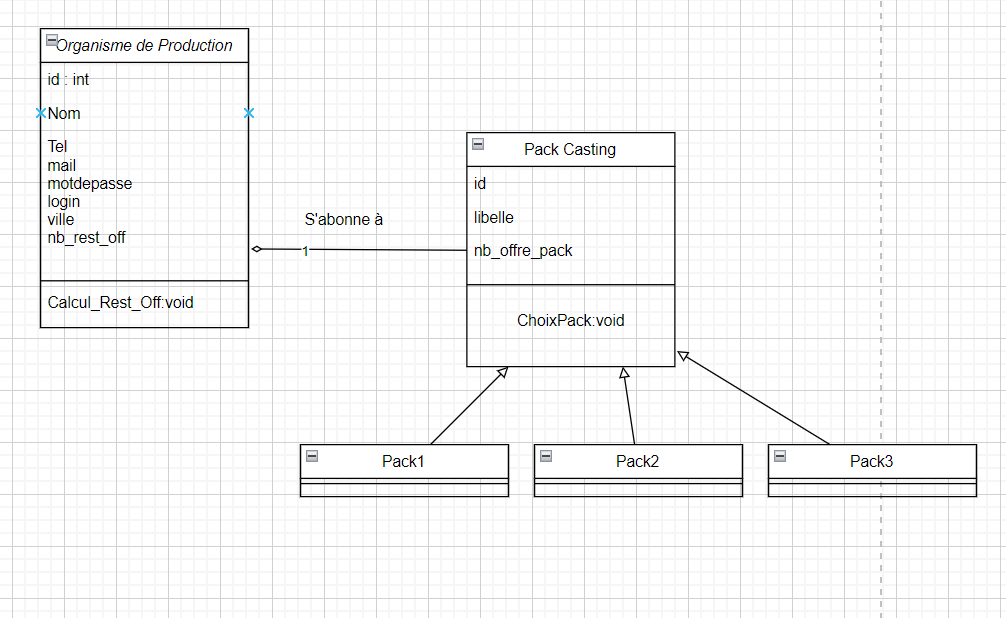 Organisme de Production
id : int
Nom
Tel
mail
motdepasse
login
ville
nb_rest_off
Calcul_Rest_Off:void
S'abonne à
1
Pack Casting
id
libelle
nb_offre_pack
ChoixPack:void
Pack1
Pack2
Pack3